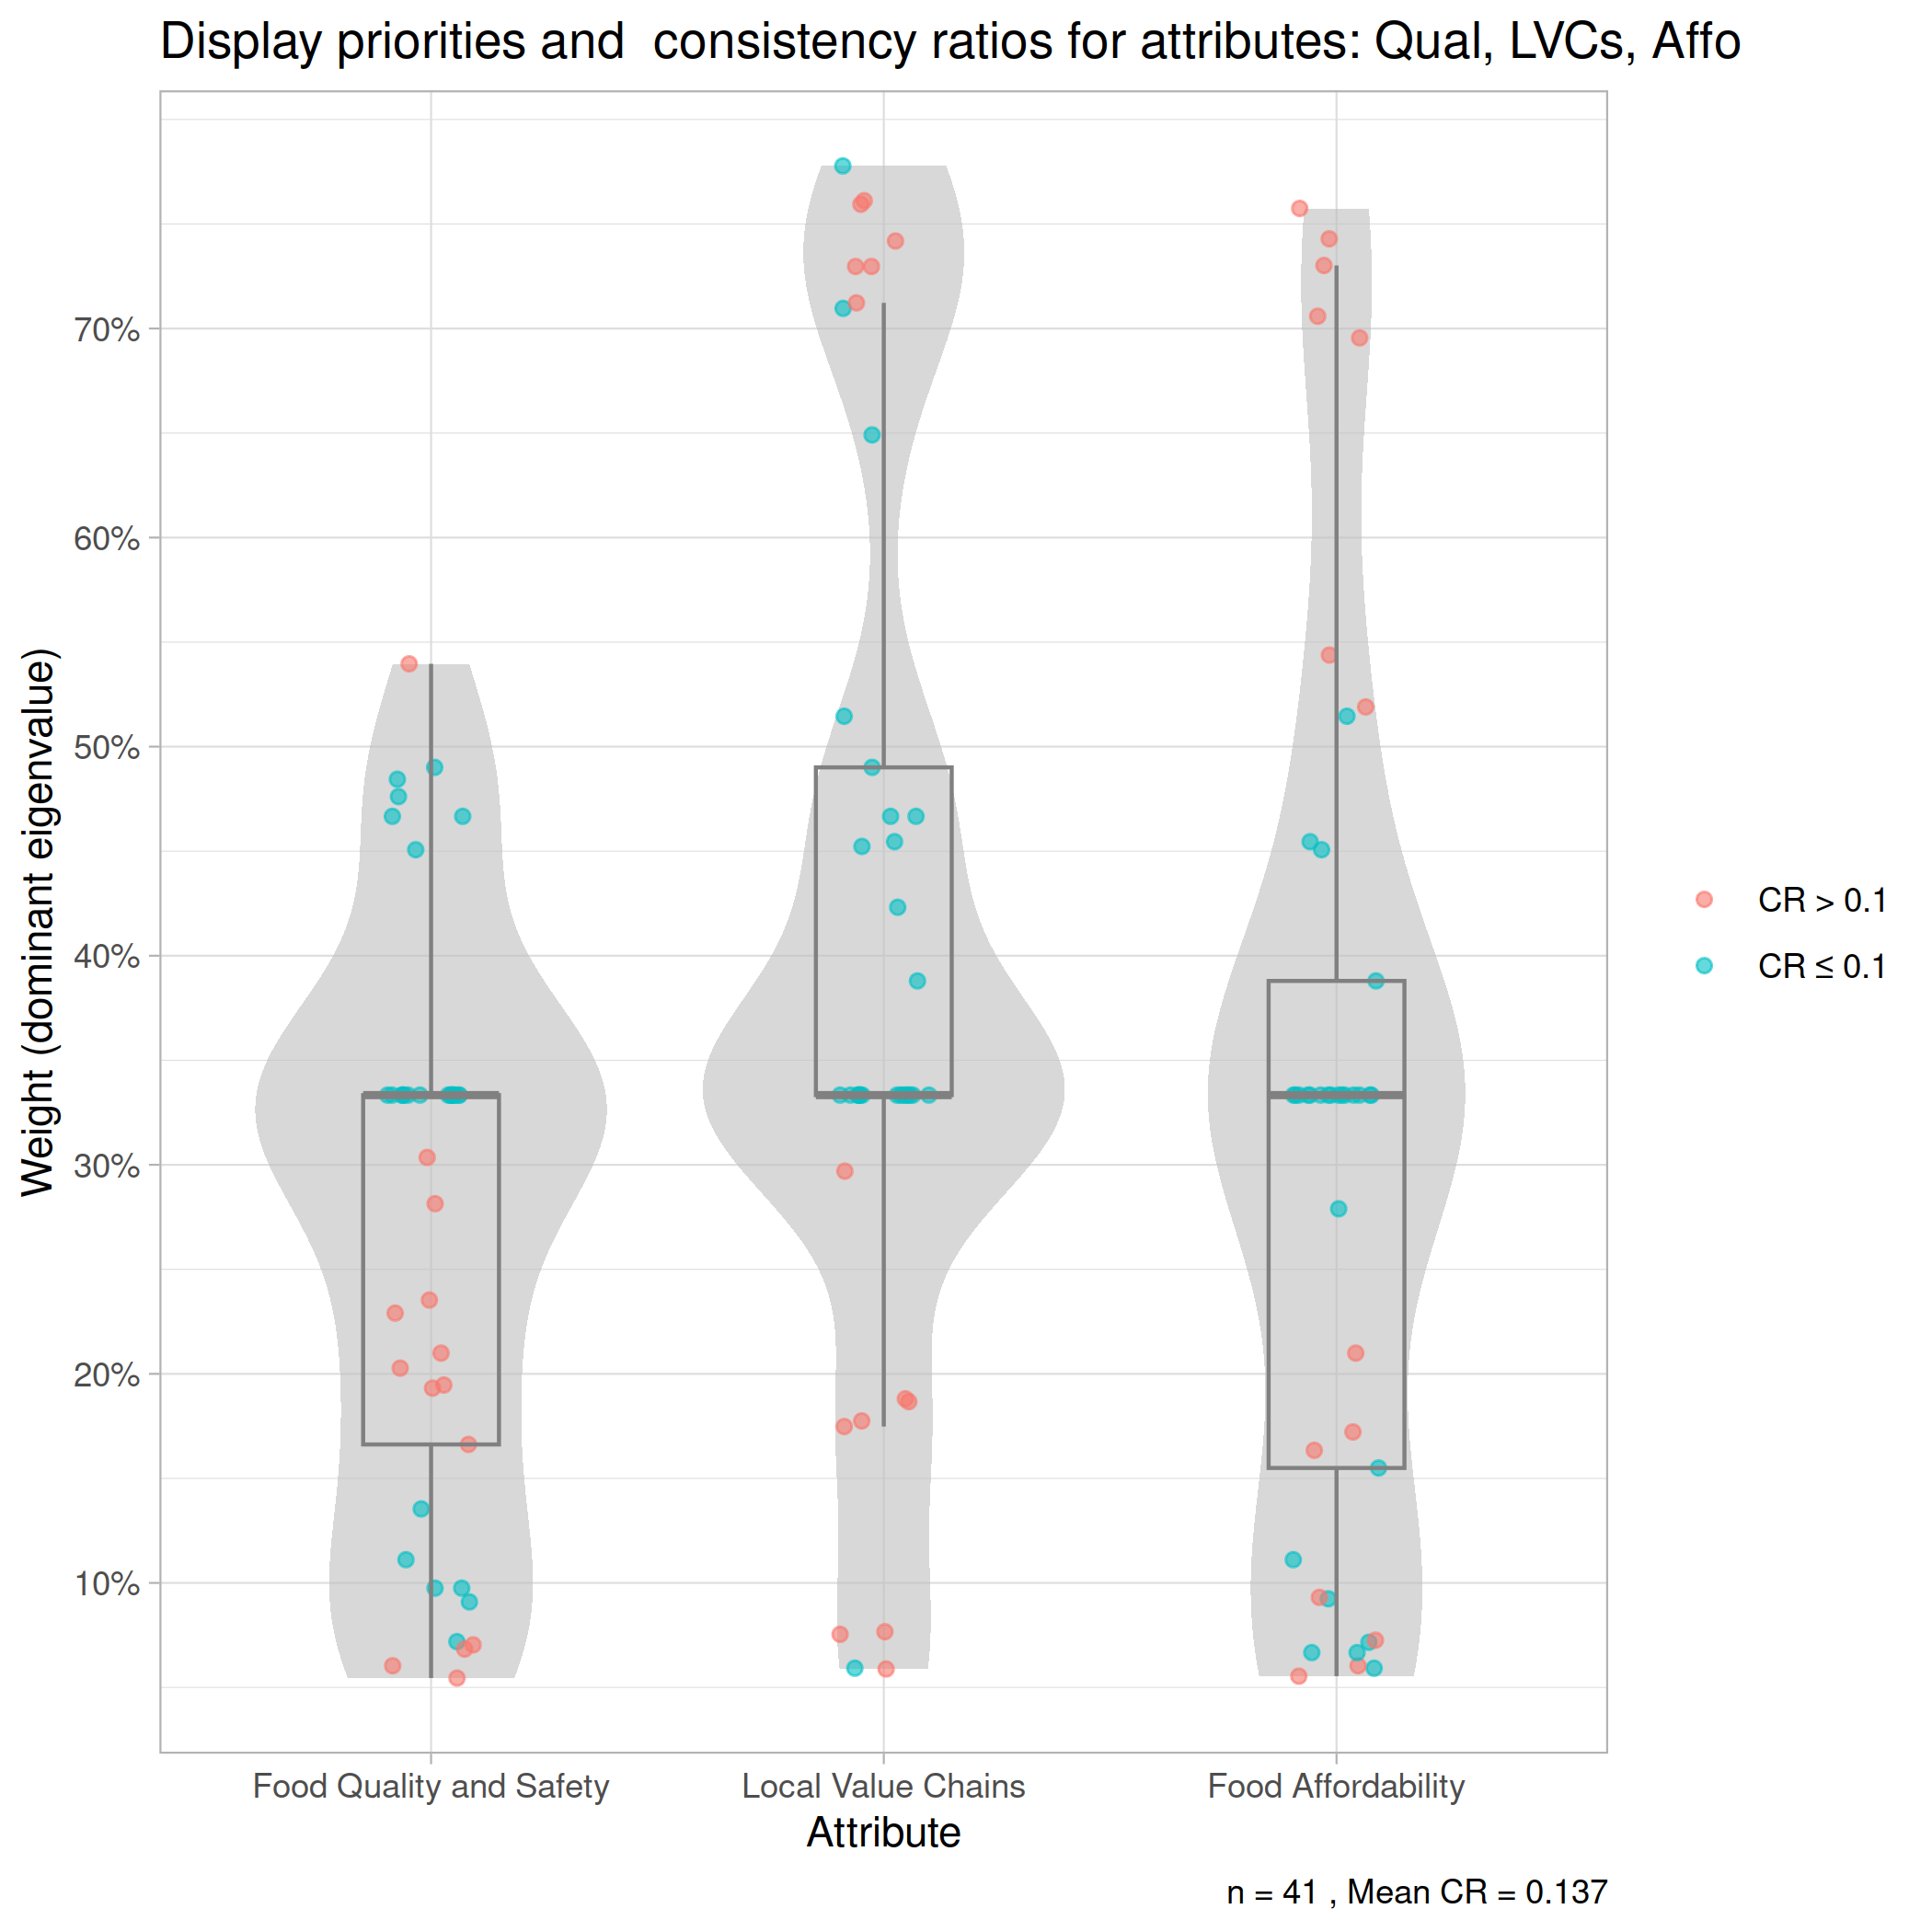 Display priorities and  consistency ratios for attributes: Qual, LVCs, Affo
Weight (dominant eigenvalue)
70%
60%
50%
40%
30%
20%
10%
CR > 0.1
CR ≤ 0.1
Food Quality and Safety
Local Value Chains
Food Affordability
Attribute
n = 41 , Mean CR = 0.137